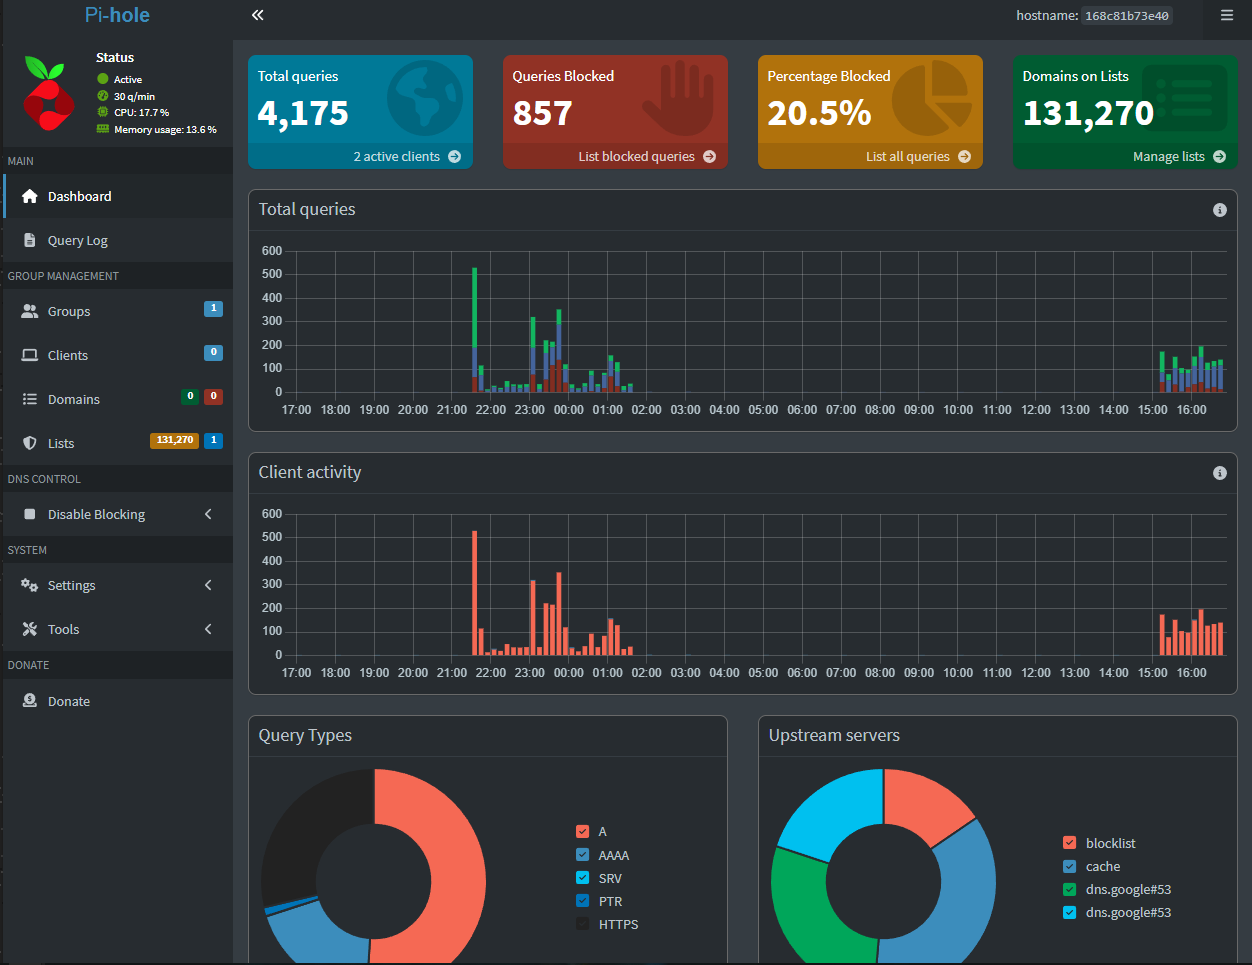 Pi-hole
hostname: 168c81b73e40
Status
Active
30 q/min
CPU: 17.7 %
Memory usage: 13.6 %
MAIN
Dashboard
Query Log
GROUP MANAGEMENT
Groups 1
Clients 0
Domains 0 0
Lists 131,270 1
DNS CONTROL
Disable Blocking
SYSTEM
Settings
Tools
DONATE
Donate
Total queries
4,175
2 active clients
Queries Blocked
857
List blocked queries
Percentage Blocked
20.5%
List all queries
Domains on Lists
131,270
Manage lists
Total queries
600
500
400
300
200
100
0
17:00 18:00 19:00 20:00 21:00 22:00 23:00 00:00 01:00 02:00 03:00 04:00 05:00 06:00 07:00 08:00 09:00 10:00 11:00 12:00 13:00 14:00 15:00 16:00
Client activity
600
500
400
300
200
100
0
17:00 18:00 19:00 20:00 21:00 22:00 23:00 00:00 01:00 02:00 03:00 04:00 05:00 06:00 07:00 08:00 09:00 10:00 11:00 12:00 13:00 14:00 15:00 16:00
Query Types
A
AAAA
SRV
PTR
HTTPS
Upstream servers
blocklist
cache
dns.google#53
dns.google#53